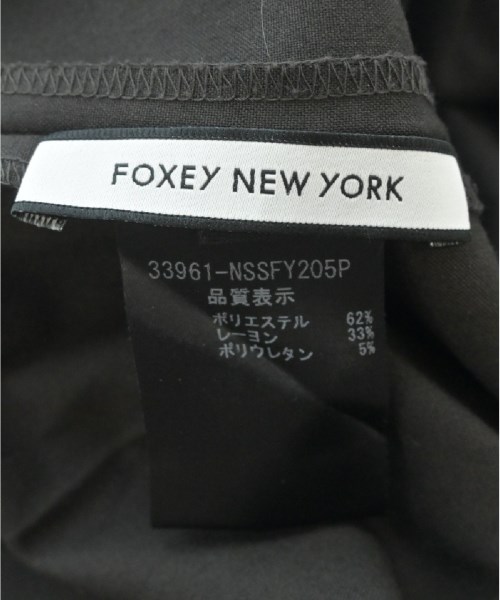 FOXEY NEW YORK
33961-NSSFY205P
品質表示
ポリエステル 62%
レーヨン 33%
ポリウレタン 5%